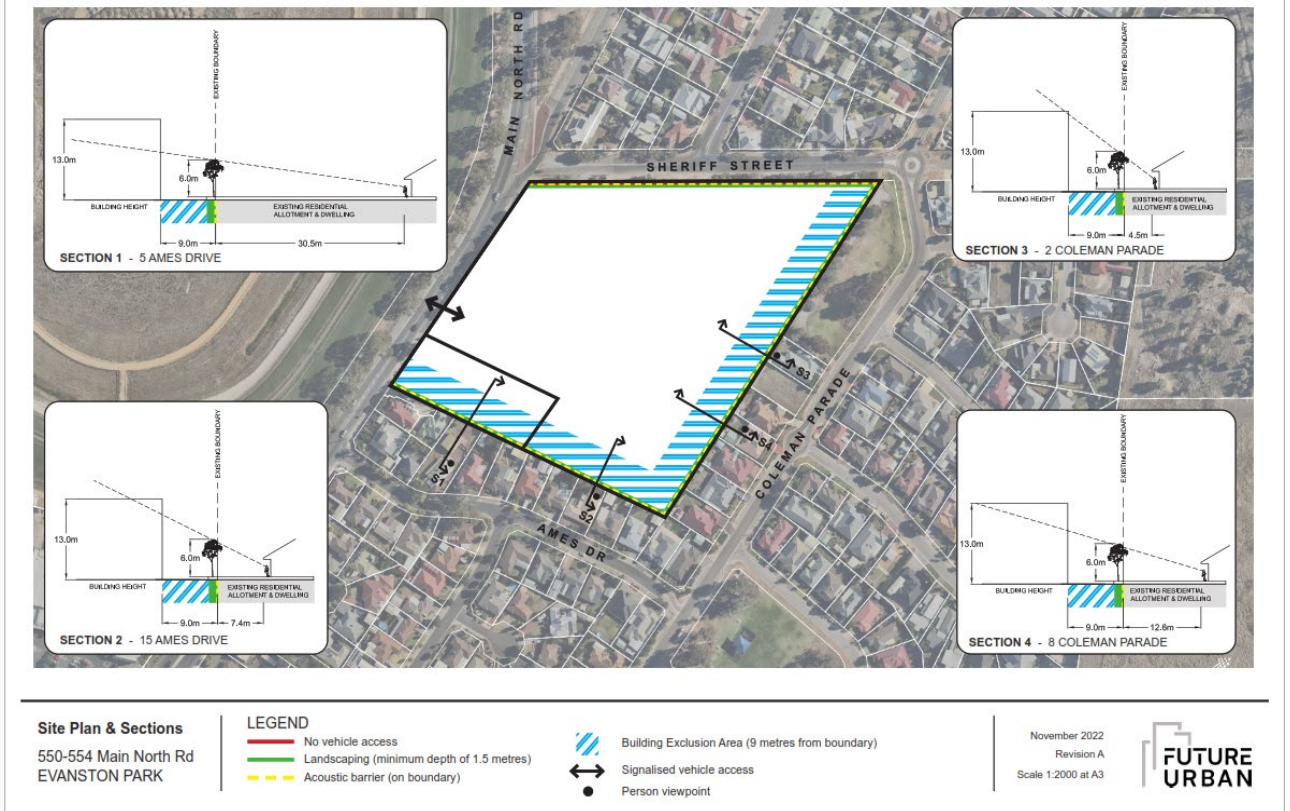 EXISTING BOUNDARY
13.0m
6.0m
BUILDING HEIGHT
EXISTING RESIDENTIAL
ALLOTMENT & DWELLING
9.0m
30.5m
SECTION 1 - 5 AMES DRIVE
MAIN NORTH RD
SHERIFF STREET
EXISTING BOUNDARY
13.0m
6.0m
BUILDING HEIGHT
EXISTING RESIDENTIAL
ALLOTMENT & DWELLING
9.0m
4.5m
SECTION 3 - 2 COLEMAN PARADE
S3
S4
COLEMAN PARADE
S1
S2
AMES DR
EXISTING BOUNDARY
13.0m
6.0m
BUILDING HEIGHT
EXISTING RESIDENTIAL
ALLOTMENT & DWELLING
9.0m
7.4m
SECTION 2 - 15 AMES DRIVE
EXISTING BOUNDARY
13.0m
6.0m
BUILDING HEIGHT
EXISTING RESIDENTIAL
ALLOTMENT & DWELLING
9.0m
12.6m
SECTION 4 - 8 COLEMAN PARADE
Site Plan & Sections
550-554 Main North Rd
EVANSTON PARK
LEGEND
No vehicle access
Landscaping (minimum depth of 1.5 metres)
Acoustic barrier (on boundary)
Building Exclusion Area (9 metres from boundary)
Signalised vehicle access
Person viewpoint
November 2022
Revision A
Scale 1:2000 at A3
FUTURE
URBAN